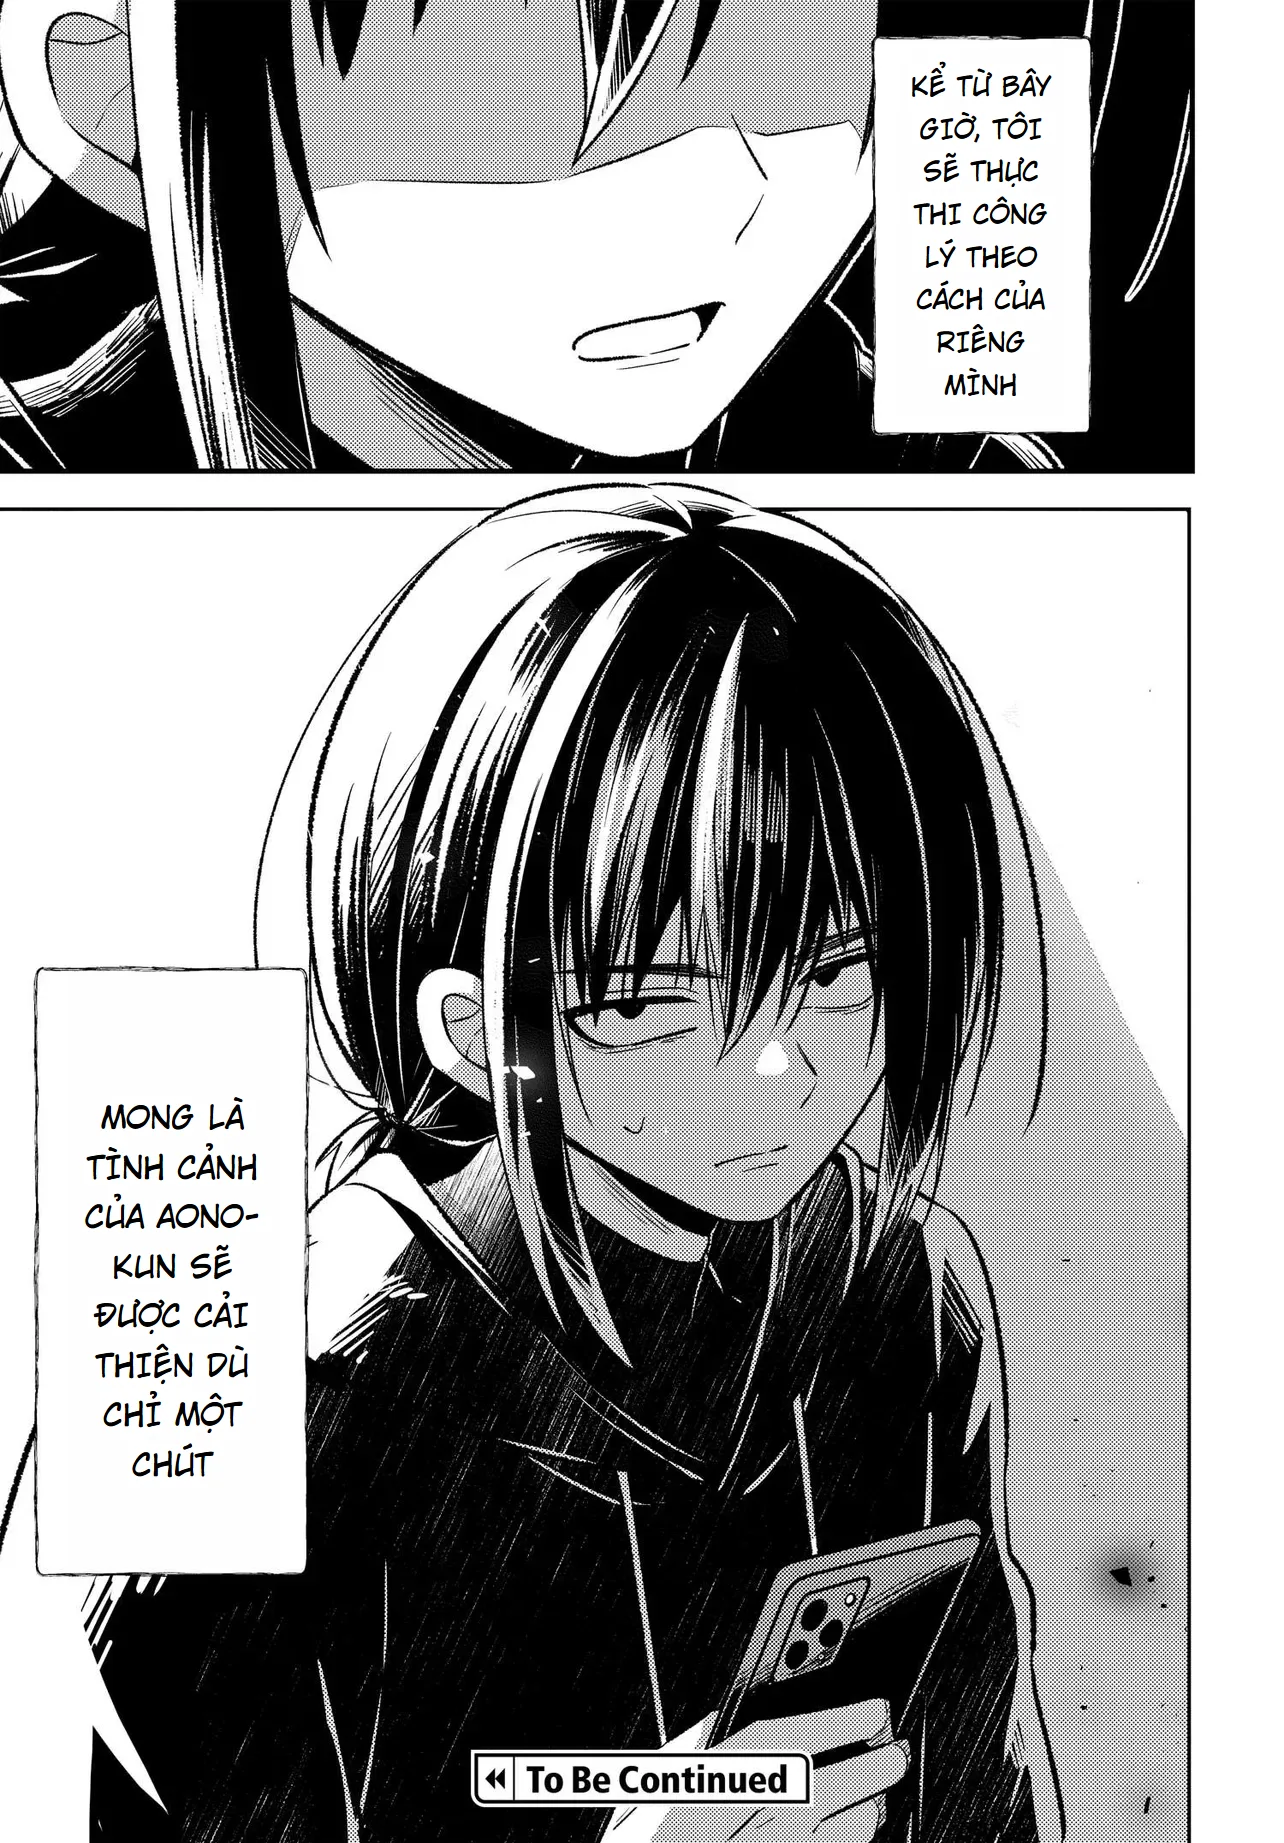 KỂ TỪ BÂY
GIỜ, TÔI
SẼ THỰC
THI CÔNG
LÝ THEO
CÁCH CỦA
RIÊNG
MÌNH
MONG LÀ
TÌNH CẢNH
CỦA AONO-
KUN SẼ
ĐƯỢC CẢI
THIỆN DÙ
CHỈ MỘT
CHÚT
To Be Continued